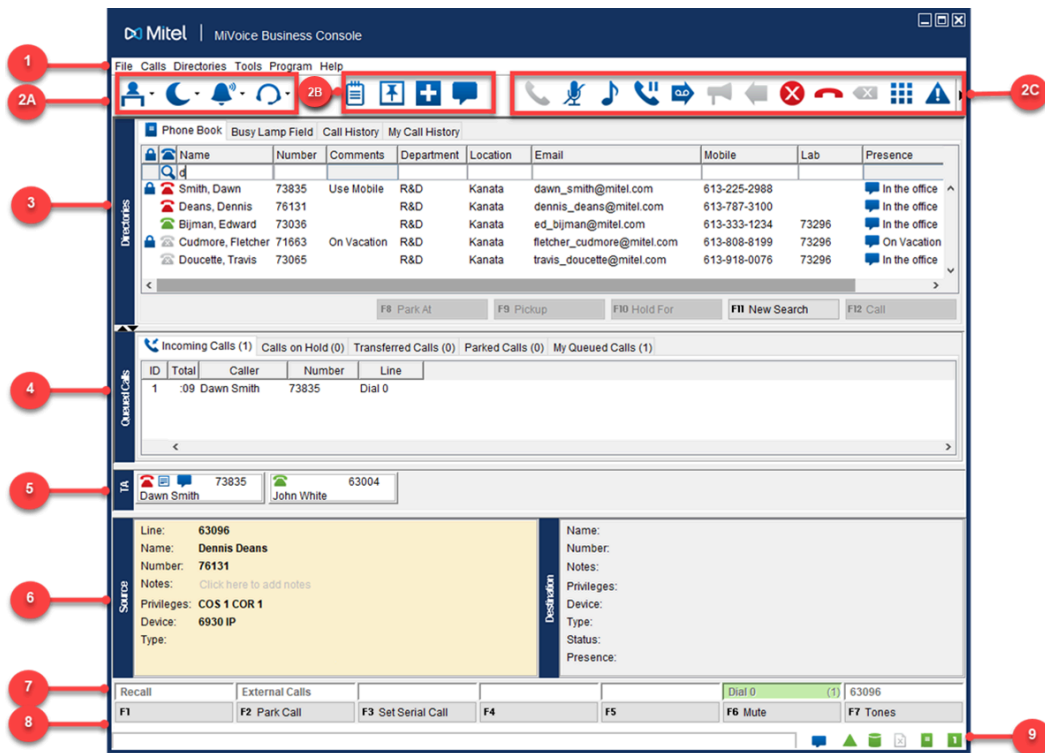 Mitel | MiVoice Business Console
1
File Calls Directories Tools Program Help
2A
2B
2C
Phone Book Busy Lamp Field Call History My Call History
Name Number Comments Department Location Email Mobile Lab Presence
d
3
Directories
Smith, Dawn 73835 Use Mobile R&D Kanata dawn_smith@mitel.com 613-225-2988 In the office
Deans, Dennis 76131 R&D Kanata dennis_deans@mitel.com 613-787-3100 In the office
Bijman, Edward 73036 R&D Kanata ed_bijman@mitel.com 613-333-1234 73296 In the office
Cudmore, Fletcher 71663 On Vacation R&D Kanata fletcher_cudmore@mitel.com 613-808-8199 73296 On Vacation
Doucette, Travis 73065 R&D Kanata travis_doucette@mitel.com 613-918-0076 73296 In the office
F8 Park At F9 Pickup F10 Hold For F11 New Search F12 Call
Incoming Calls (1) Calls on Hold (0) Transferred Calls (0) Parked Calls (0) My Queued Calls (1)
4
Queued Calls
ID Total Caller Number Line
1 :09 Dawn Smith 73835 Dial 0
5
TA
73835 63004
Dawn Smith John White
6
Source
Line: 63096
Name: Dennis Deans
Number: 76131
Notes: Click here to add notes
Privileges: COS 1 COR 1
Device: 6930 IP
Type:
Destination
Name:
Number:
Notes:
Privileges:
Device:
Type:
Status:
Presence:
7
Recall External Calls Dial 0 (1) 63096
8
F1 F2 Park Call F3 Set Serial Call F4 F5 F6 Mute F7 Tones
1
9